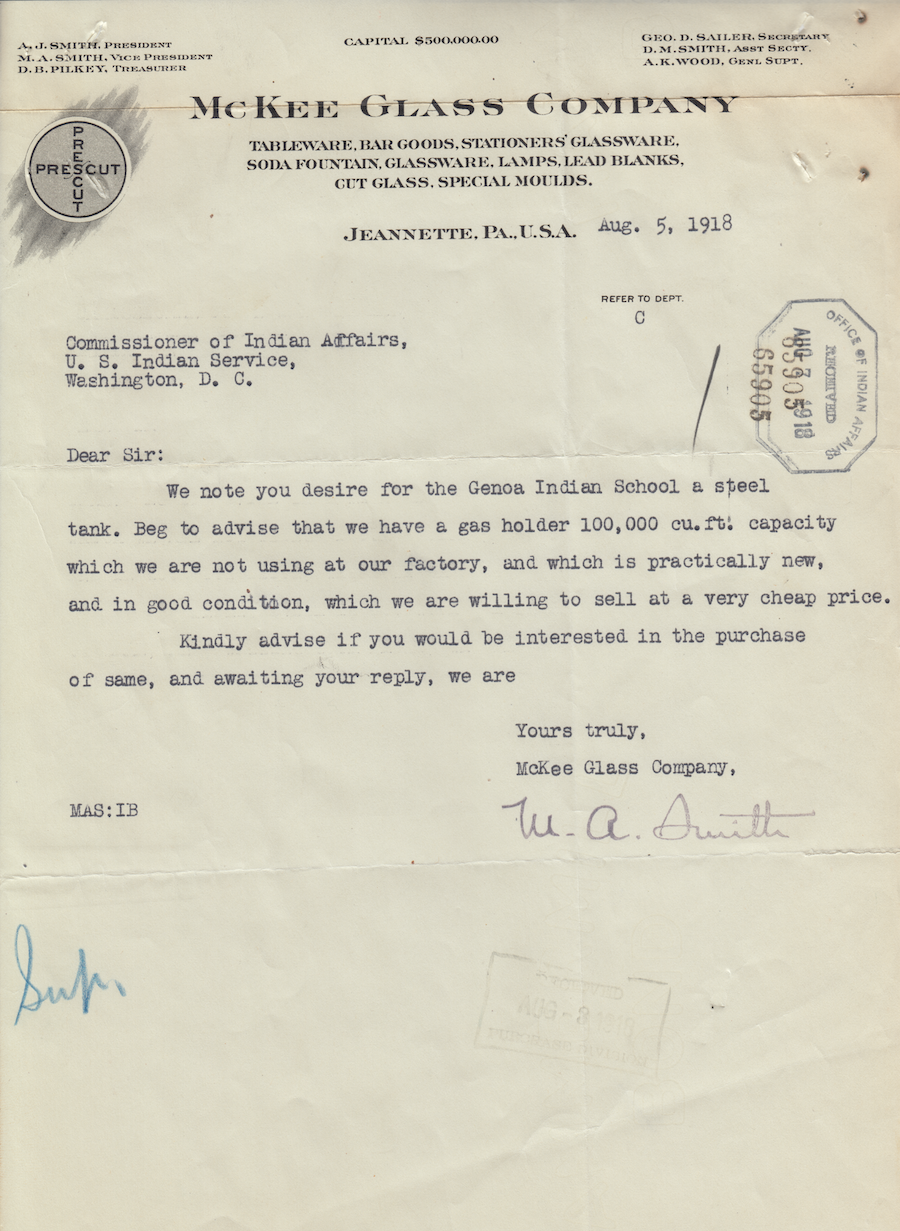 A. J. SMITH, PRESIDENT
M. A. SMITH, VICE PRESIDENT
D. B. PILKEY, TREASURER
CAPITAL $500,000.00
GEO. D. SAILER, SECRETARY
D. M. SMITH, ASST SECTY.
A. K. WOOD, GENL SUPT.
MCKEE GLASS COMPANY
PRESCUT
PRESCUT
TABLEWARE, BAR GOODS, STATIONERS' GLASSWARE,
SODA FOUNTAIN, GLASSWARE, LAMPS, LEAD BLANKS,
CUT GLASS, SPECIAL MOULDS.
JEANNETTE, PA., U.S.A. Aug. 5, 1918
REFER TO DEPT.
C
OFFICE OF INDIAN AFFAIRS
RECEIVED
AUG 7 1918
65905
65905
Commissioner of Indian Affairs,
U. S. Indian Service,
Washington, D. C.
Dear Sir:
We note you desire for the Genoa Indian School a steel
tank. Beg to advise that we have a gas holder 100,000 cu.ft. capacity
which we are not using at our factory, and which is practically new,
and in good condition, which we are willing to sell at a very cheap price.
Kindly advise if you would be interested in the purchase
of same, and awaiting your reply, we are
Yours truly,
McKee Glass Company,
MAS:IB
M. A. Smith
Sup.